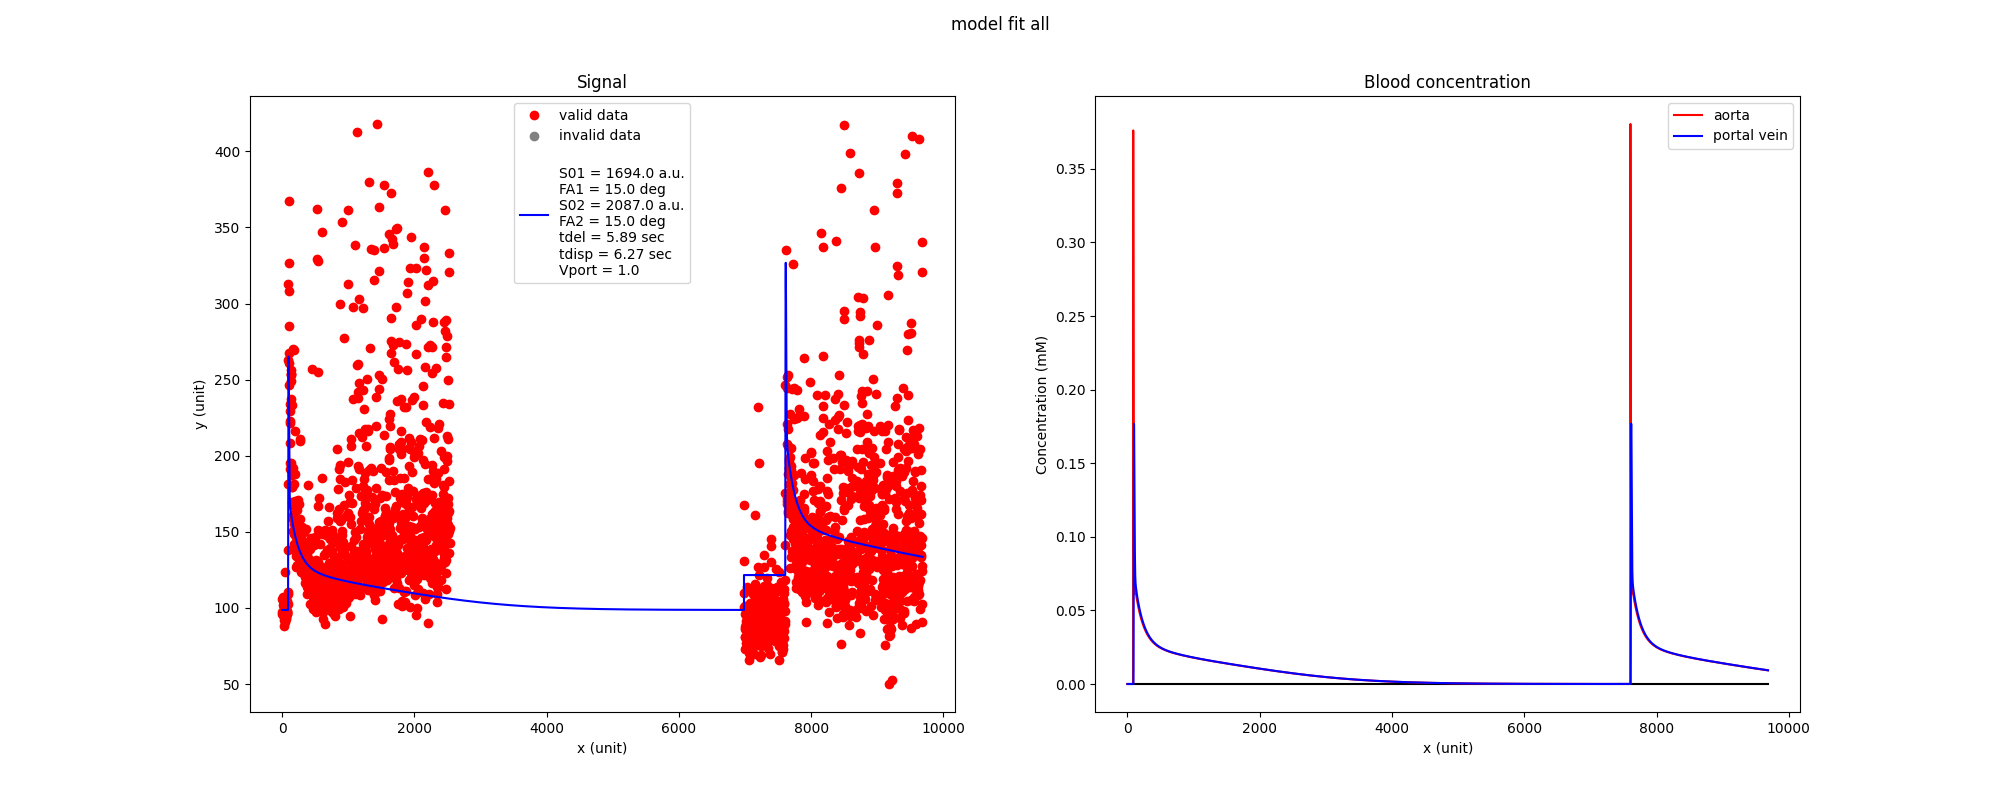 model fit all
Signal
Blood concentration
valid data
invalid data
S01 = 1694.0 a.u.
FA1 = 15.0 deg
S02 = 2087.0 a.u.
FA2 = 15.0 deg
tdel = 5.89 sec
tdisp = 6.27 sec
Vport = 1.0
aorta
portal vein
y (unit)
400
350
300
250
200
150
100
50
0
2000
4000
6000
8000
10000
x (unit)
Concentration (mM)
0.35
0.30
0.25
0.20
0.15
0.10
0.05
0.00
0
2000
4000
6000
8000
10000
x (unit)